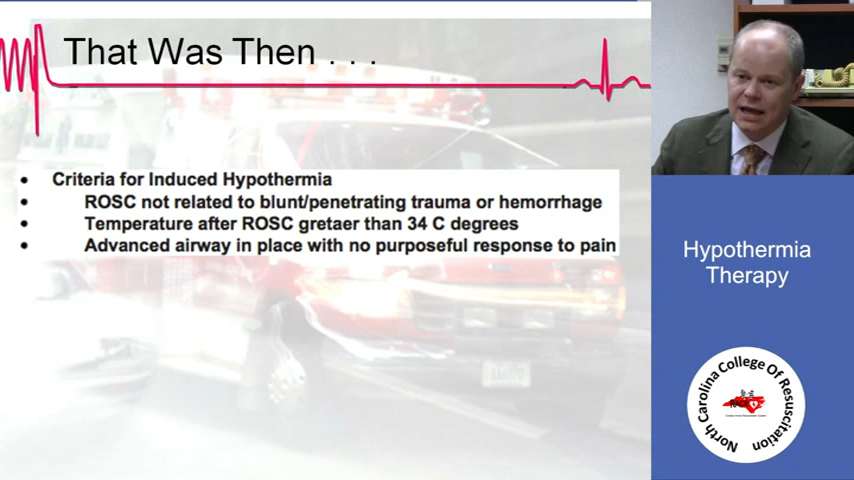 That Was Then . . .
• Criteria for Induced Hypothermia
• ROSC not related to blunt/penetrating trauma or hemorrhage
• Temperature after ROSC gretaer than 34 C degrees
• Advanced airway in place with no purposeful response to pain
Hypothermia
Therapy
North Carolina College Of Resuscitation